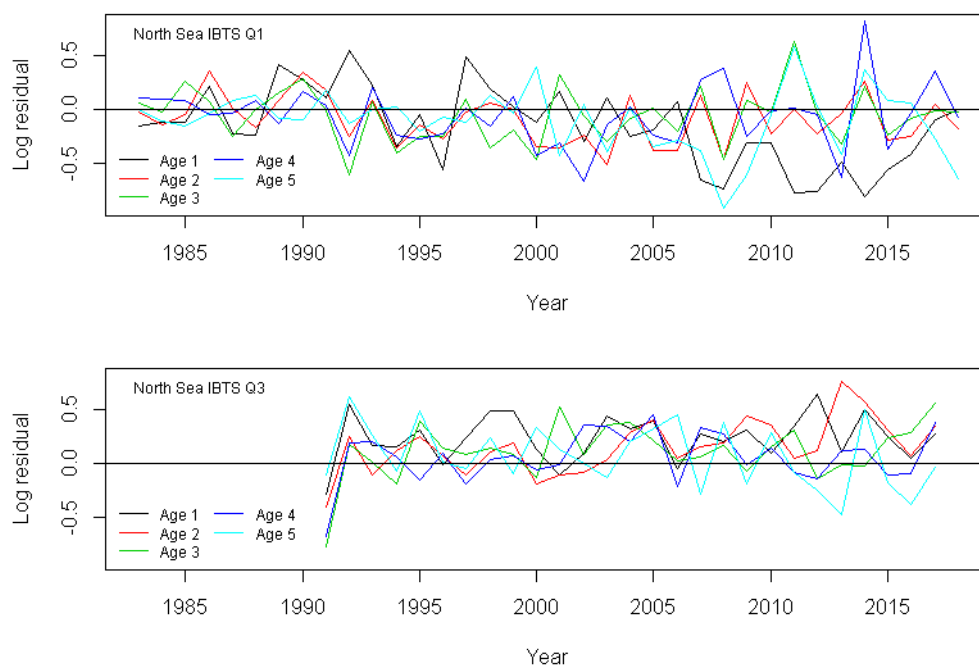 North Sea IBTS Q1
Log residual
0.5
0.0
-0.5
Age 1 Age 4
Age 2 Age 5
Age 3
1985 1990 1995 2000 2005 2010 2015
Year
North Sea IBTS Q3
Log residual
0.5
0.0
-0.5
Age 1 Age 4
Age 2 Age 5
Age 3
1985 1990 1995 2000 2005 2010 2015
Year